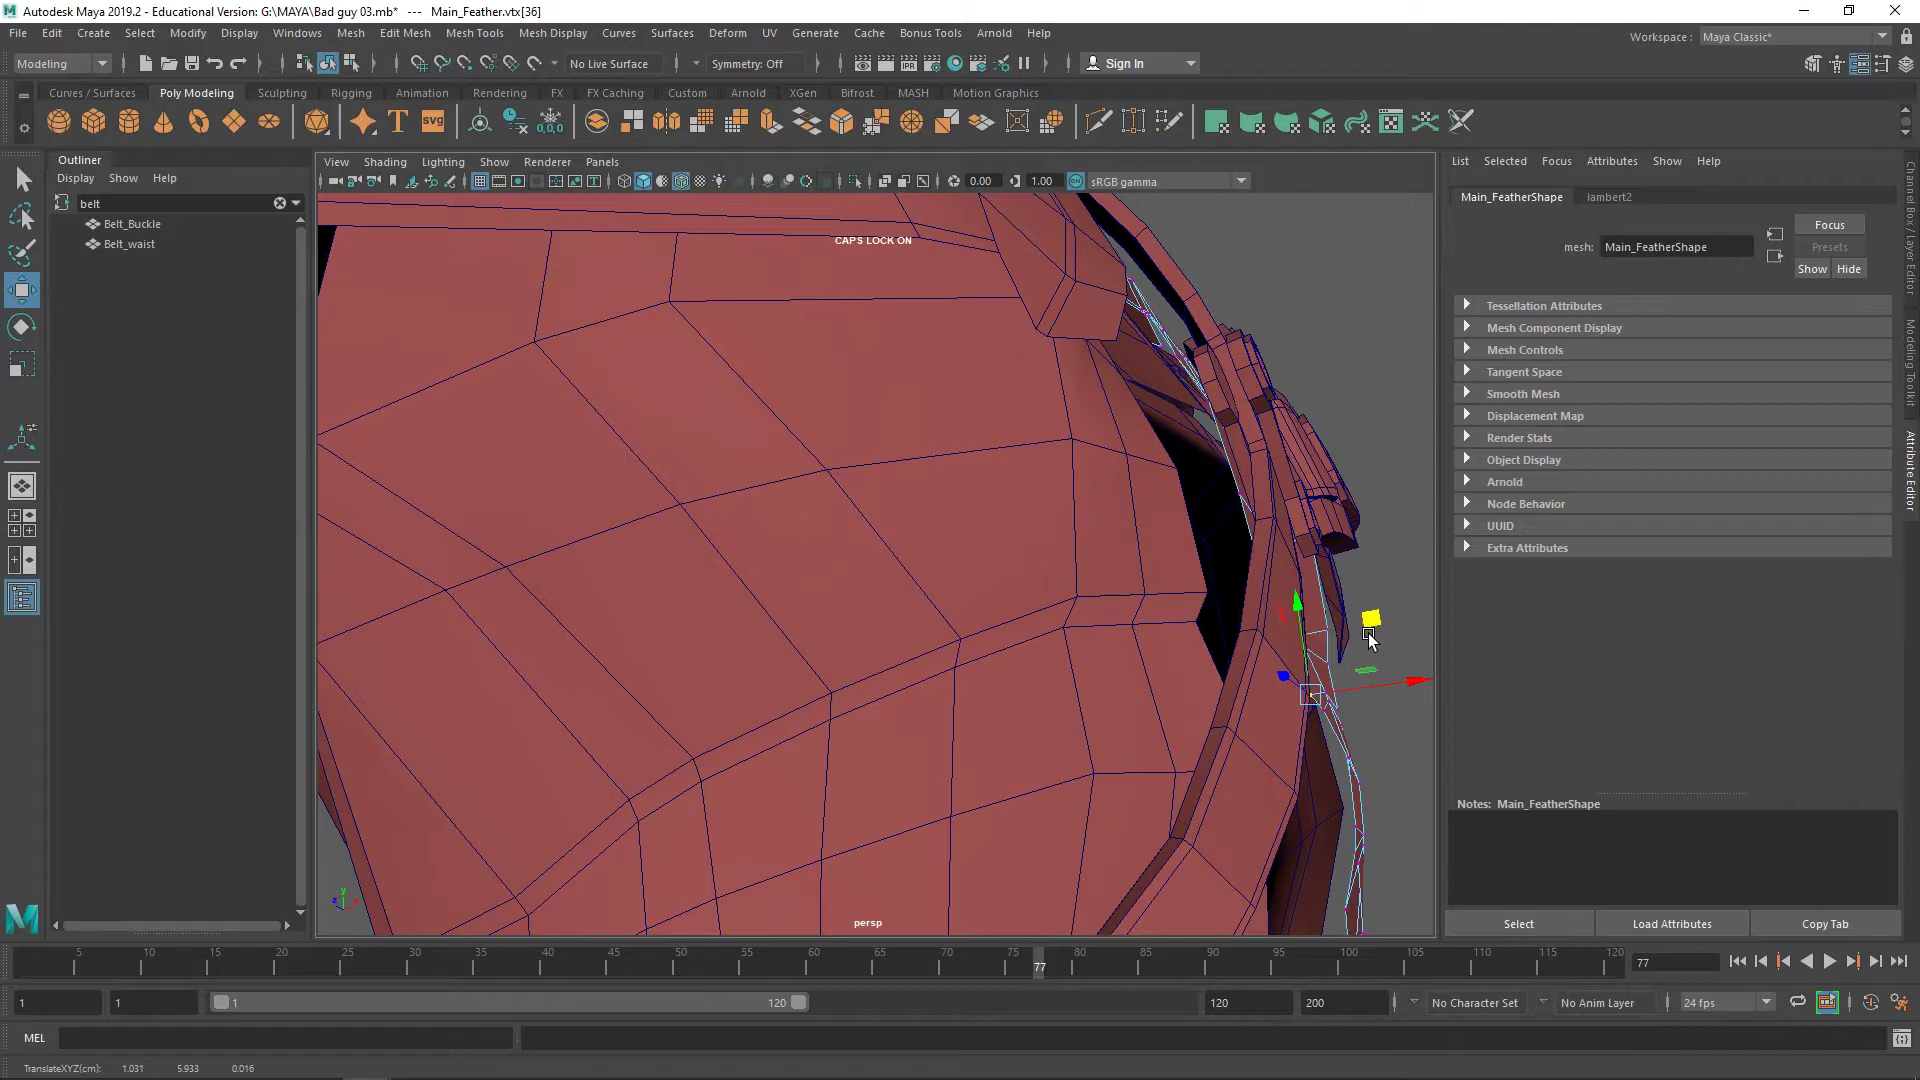 Autodesk Maya 2019.2 - Educational Version: G:\MAYA\Bad guy 03.mb*   ---   Main_Feather.vtx[36]
File Edit Create Select Modify Display Windows Mesh Edit Mesh Mesh Tools Mesh Display Curves Surfaces Deform UV Generate Cache Bonus Tools Arnold Help
Workspace : Maya Classic*
Modeling
No Live Surface
Symmetry: Off
Sign In
Curves / Surfaces Poly Modeling Sculpting Rigging Animation Rendering FX FX Caching Custom Arnold XGen Bifrost MASH Motion Graphics
Outliner
Display Show Help
belt
Belt_Buckle
Belt_waist
View Shading Lighting Show Renderer Panels
0.00 1.00 sRGB gamma
CAPS LOCK ON
persp
List Selected Focus Attributes Show Help
Main_FeatherShape lambert2
Focus
mesh: Main_FeatherShape
Presets
Show Hide
Tessellation Attributes
Mesh Component Display
Mesh Controls
Tangent Space
Smooth Mesh
Displacement Map
Render Stats
Object Display
Arnold
Node Behavior
UUID
Extra Attributes
Notes: Main_FeatherShape
Select Load Attributes Copy Tab
Channel Box / Layer Editor
Modeling Toolkit
Attribute Editor
5 10 15 20 25 30 35 40 45 50 55 60 65 70 75 80 85 90 95 100 105 110 115 120
77
77
1 1 1 120 120 200 No Character Set No Anim Layer 24 fps
MEL
TranslateXYZ(cm): 1.031 5.933 0.016